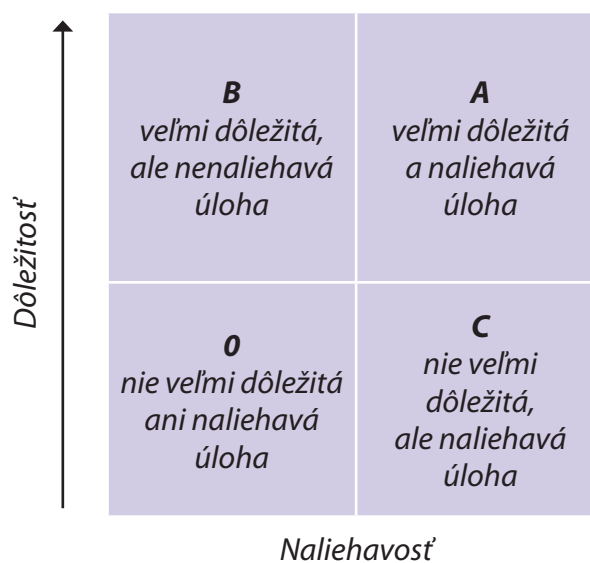 Dôležitosť
B
veľmi dôležitá,
ale nenaliehavá
úloha
A
veľmi dôležitá
a naliehavá
úloha
0
nie veľmi dôležitá
ani naliehavá
úloha
C
nie veľmi
dôležitá,
ale naliehavá
úloha
Naliehavosť